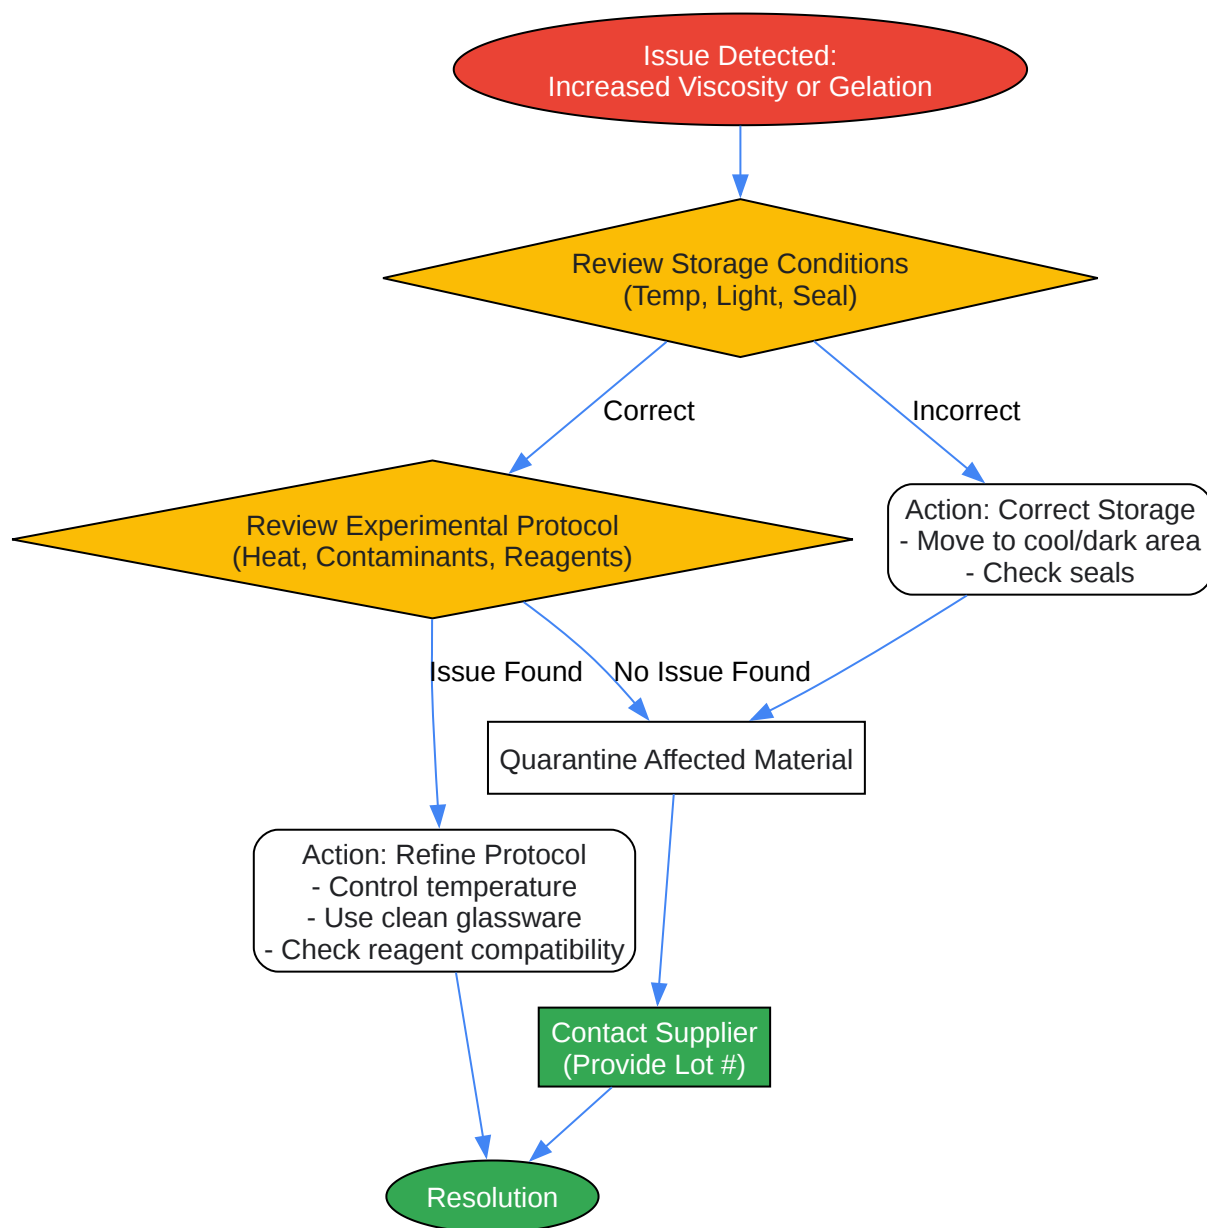 Issue Detected:
Increased Viscosity or Gelation
Review Storage Conditions
(Temp, Light, Seal)
Correct
Incorrect
Review Experimental Protocol
(Heat, Contaminants, Reagents)
Action: Correct Storage
- Move to cool/dark area
- Check seals
Issue Found
No Issue Found
Quarantine Affected Material
Action: Refine Protocol
- Control temperature
- Use clean glassware
- Check reagent compatibility
Contact Supplier
(Provide Lot #)
Resolution